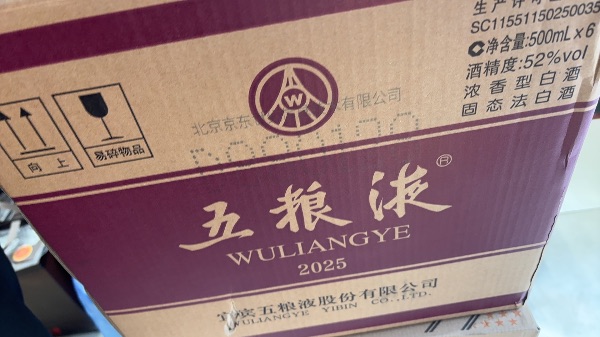 生产许可
SC11551150250035
净含量:500mL×6
酒精度:52%vol
浓香型白酒
固态法白酒
W
北京京东
有限公司
向上
易碎物品
五粮液®
WULIANGYE
2025
宜宾五粮液股份有限公司
WULIANGYE YIBIN CO.,LTD.